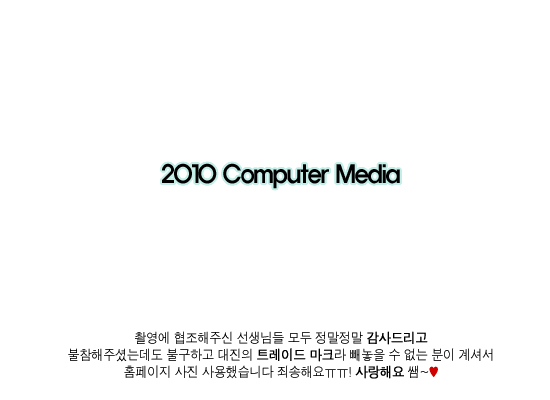 2010 Computer Media
촬영에 협조해주신 선생님들 모두 정말정말 감사드리고
불참해주셨는데도 불구하고 대진의 트레이드 마크라 빼놓을 수 없는 분이 계셔서
홈페이지 사진 사용했습니다 죄송해요ㅠㅠ! 사랑해요 쌤~♥